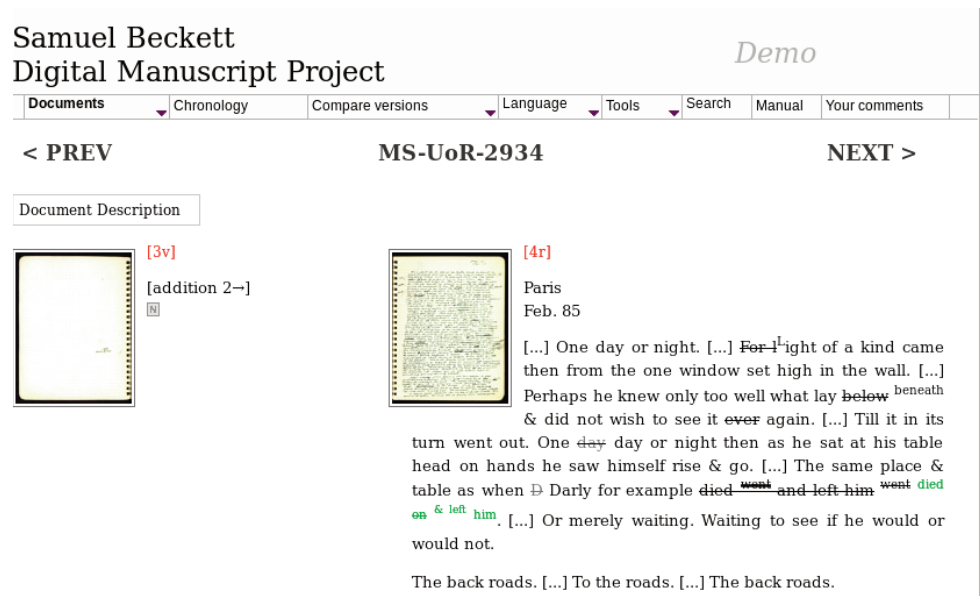 Samuel Beckett
Digital Manuscript Project
Demo
Documents Chronology Compare versions Language Tools Search Manual Your comments
< PREV MS-UoR-2934 NEXT >
Document Description
[3v]
[addition 2→]
N
[4r]
Paris
Feb. 85
[...] One day or night. [...] For lLight of a kind came
then from the one window set high in the wall. [...]
Perhaps he knew only too well what lay below beneath
& did not wish to see it ever again. [...] Till it in its
turn went out. One day day or night then as he sat at his table
head on hands he saw himself rise & go. [...] The same place &
table as when D Darly for example died went and left him went died
on & left him. [...] Or merely waiting. Waiting to see if he would or
would not.
The back roads. [...] To the roads. [...] The back roads.